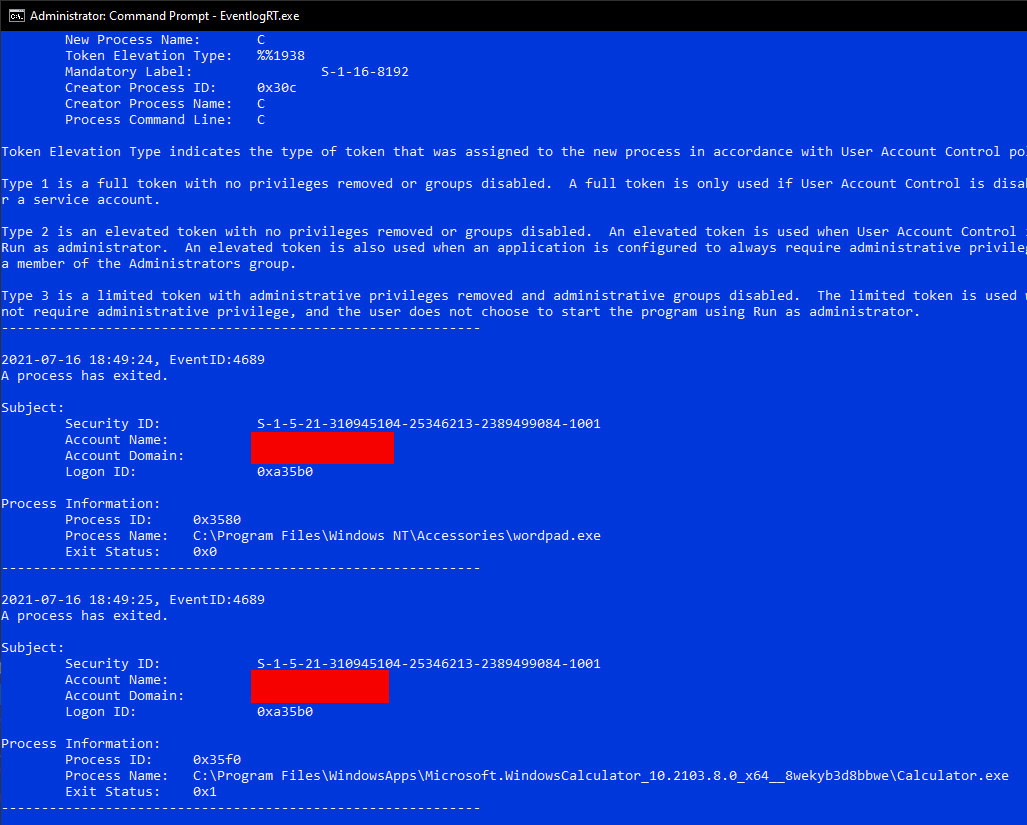 Administrator: Command Prompt - EventlogRT.exe
New Process Name: C
Token Elevation Type: %%1938
Mandatory Label: S-1-16-8192
Creator Process ID: 0x30c
Creator Process Name: C
Process Command Line: C
Token Elevation Type indicates the type of token that was assigned to the new process in accordance with User Account Control po
Type 1 is a full token with no privileges removed or groups disabled. A full token is only used if User Account Control is disa
r a service account.
Type 2 is an elevated token with no privileges removed or groups disabled. An elevated token is used when User Account Control
Run as administrator. An elevated token is also used when an application is configured to always require administrative privile
a member of the Administrators group.
Type 3 is a limited token with administrative privileges removed and administrative groups disabled. The limited token is used
not require administrative privilege, and the user does not choose to start the program using Run as administrator.
------------------------------------------------------------
2021-07-16 18:49:24, EventID:4689
A process has exited.
Subject:
Security ID: S-1-5-21-310945104-25346213-2389499084-1001
Account Name:
Account Domain:
Logon ID: 0xa35b0
Process Information:
Process ID: 0x3580
Process Name: C:\Program Files\Windows NT\Accessories\wordpad.exe
Exit Status: 0x0
------------------------------------------------------------
2021-07-16 18:49:25, EventID:4689
A process has exited.
Subject:
Security ID: S-1-5-21-310945104-25346213-2389499084-1001
Account Name:
Account Domain:
Logon ID: 0xa35b0
Process Information:
Process ID: 0x35f0
Process Name: C:\Program Files\WindowsApps\Microsoft.WindowsCalculator_10.2103.8.0_x64__8wekyb3d8bbwe\Calculator.exe
Exit Status: 0x1
------------------------------------------------------------